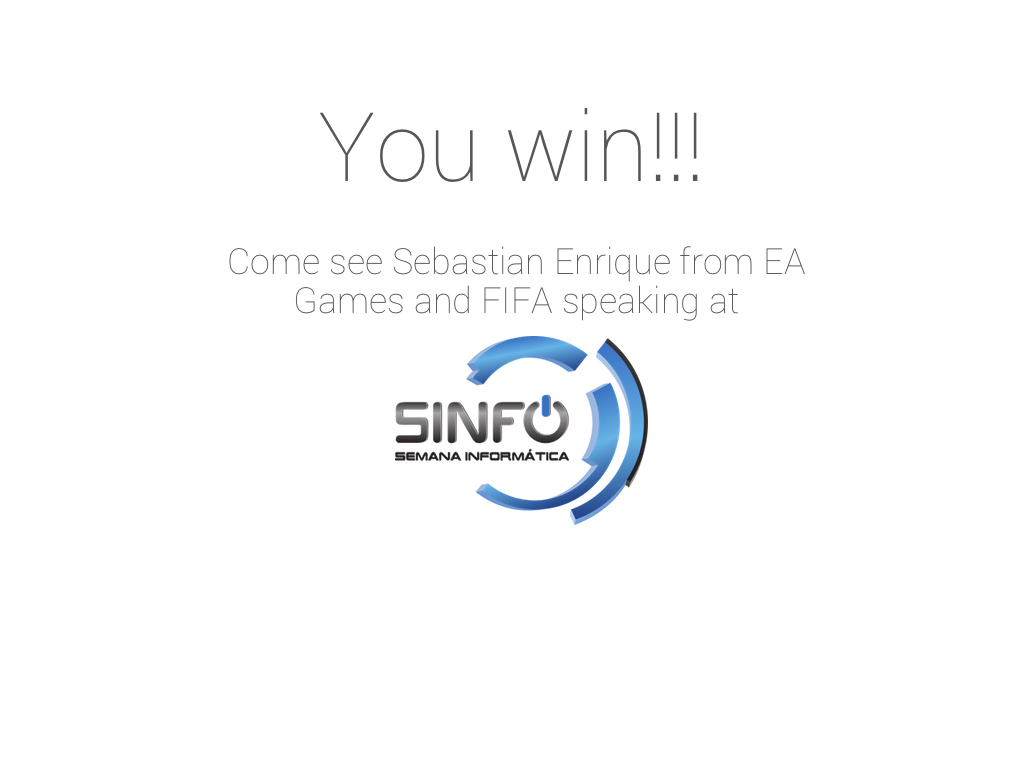 You win!!!
Come see Sebastian Enrique from EA
Games and FIFA speaking at
SINFO
SEMANA INFORMÁTICA